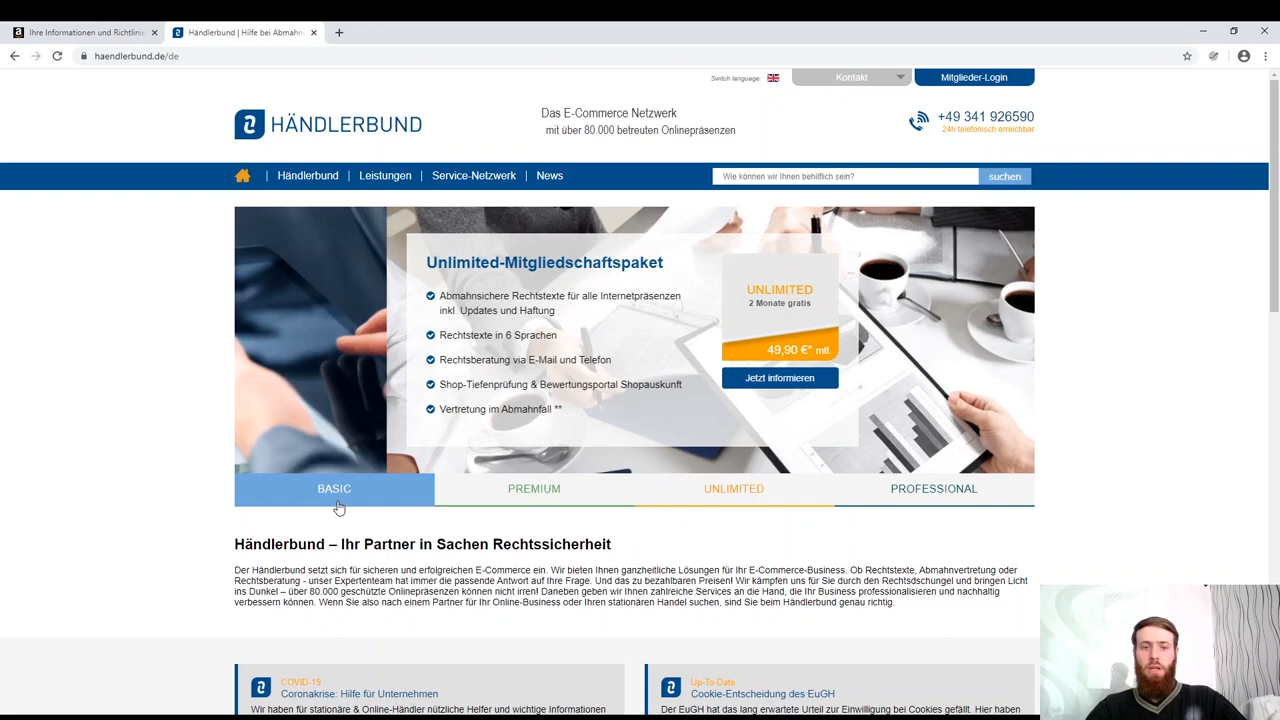 Ihre Informationen und Richtlinie
Händlerbund | Hilfe bei Abmahnu
haendlerbund.de/de
Switch language:
Kontakt
Mitglieder-Login
HÄNDLERBUND
Das E-Commerce Netzwerk
mit über 80.000 betreuten Onlinepräsenzen
+49 341 926590
24h telefonisch erreichbar
Händlerbund
Leistungen
Service-Netzwerk
News
Wie können wir Ihnen behilflich sein?
suchen
Unlimited-Mitgliedschaftspaket
Abmahnsichere Rechtstexte für alle Internetpräsenzen
inkl. Updates und Haftung
Rechtstexte in 6 Sprachen
Rechtsberatung via E-Mail und Telefon
Shop-Tiefenprüfung & Bewertungsportal Shopauskunft
Vertretung im Abmahnfall **
UNLIMITED
2 Monate gratis
49,90 €* mtl.
Jetzt informieren
BASIC
PREMIUM
UNLIMITED
PROFESSIONAL
Händlerbund – Ihr Partner in Sachen Rechtssicherheit
Der Händlerbund setzt sich für sicheren und erfolgreichen E-Commerce ein. Wir bieten Ihnen ganzheitliche Lösungen für Ihr E-Commerce-Business. Ob Rechtstexte, Abmahnvertretung oder
Rechtsberatung - unser Expertenteam hat immer die passende Antwort auf Ihre Frage. Und das zu bezahlbaren Preisen! Wir kämpfen uns für Sie durch den Rechtsdschungel und bringen Licht
ins Dunkel – über 80.000 geschützte Onlinepräsenzen können nicht irren! Daneben geben wir Ihnen zahlreiche Services an die Hand, die Ihr Business professionalisieren und nachhaltig
verbessern können. Wenn Sie also nach einem Partner für Ihr Online-Business oder Ihren stationären Handel suchen, sind Sie beim Händlerbund genau richtig.
COVID-19
Coronakrise: Hilfe für Unternehmen
Wir haben für stationäre & Online-Händler nützliche Helfer und wichtige Informationen
Up-To-Date
Cookie-Entscheidung des EuGH
Der EuGH hat das lang erwartete Urteil zur Einwilligung bei Cookies gefällt. Hier haben